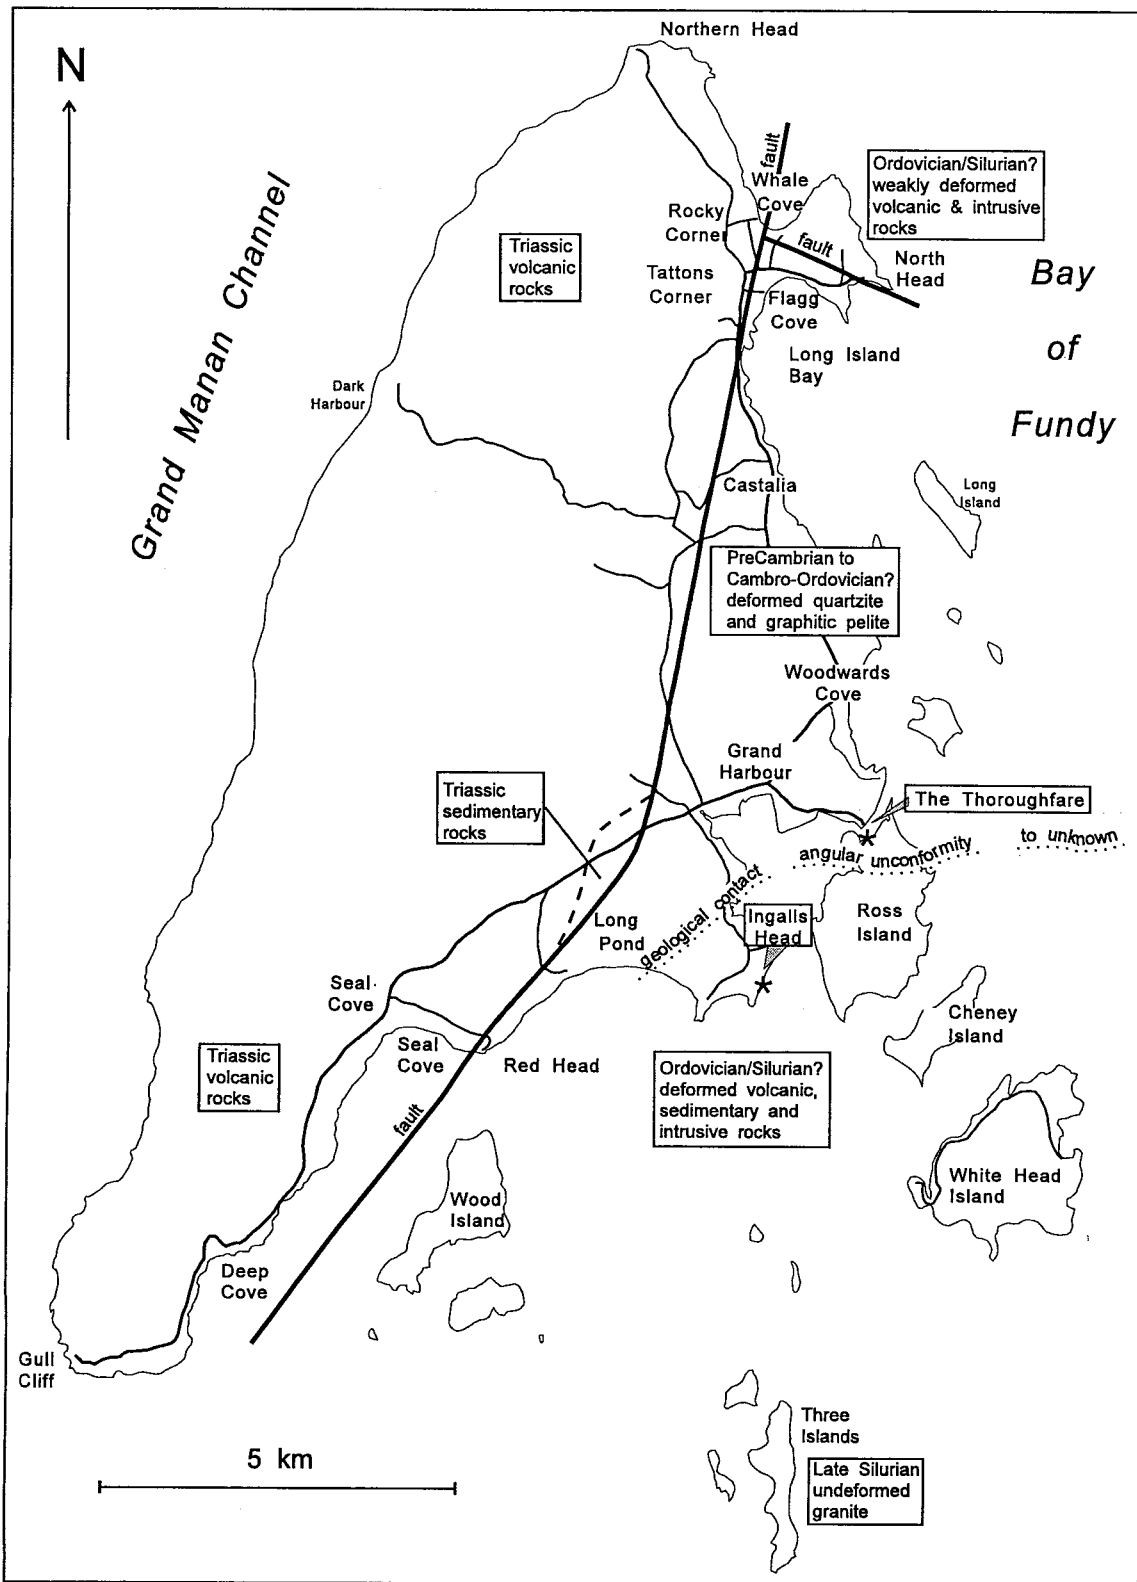 Northern Head
N
fault
Whale
Cove
Ordovician/Silurian?
weakly deformed
volcanic & intrusive
rocks
Rocky
Corner
Triassic
volcanic
rocks
fault
North
Head
Bay
of
Fundy
Tattons
Corner
Flagg
Cove
Long Island
Bay
Grand Manan Channel
Dark
Harbour
Castalia
Long
Island
PreCambrian to
Cambro-Ordovician?
deformed quartzite
and graphitic pelite
Woodwards
Cove
Grand
Harbour
Triassic
sedimentary
rocks
The Thoroughfare
*
angular unconformity
to unknown
geological contact
Ingalls
Head
*
Ross
Island
Long
Pond
Seal
Cove
Cheney
Island
Seal
Cove
Red Head
Triassic
volcanic
rocks
Ordovician/Silurian?
deformed volcanic,
sedimentary and
intrusive rocks
fault
White Head
Island
Wood
Island
Deep
Cove
Gull
Cliff
Three
Islands
5 km
Late Silurian
undeformed
granite